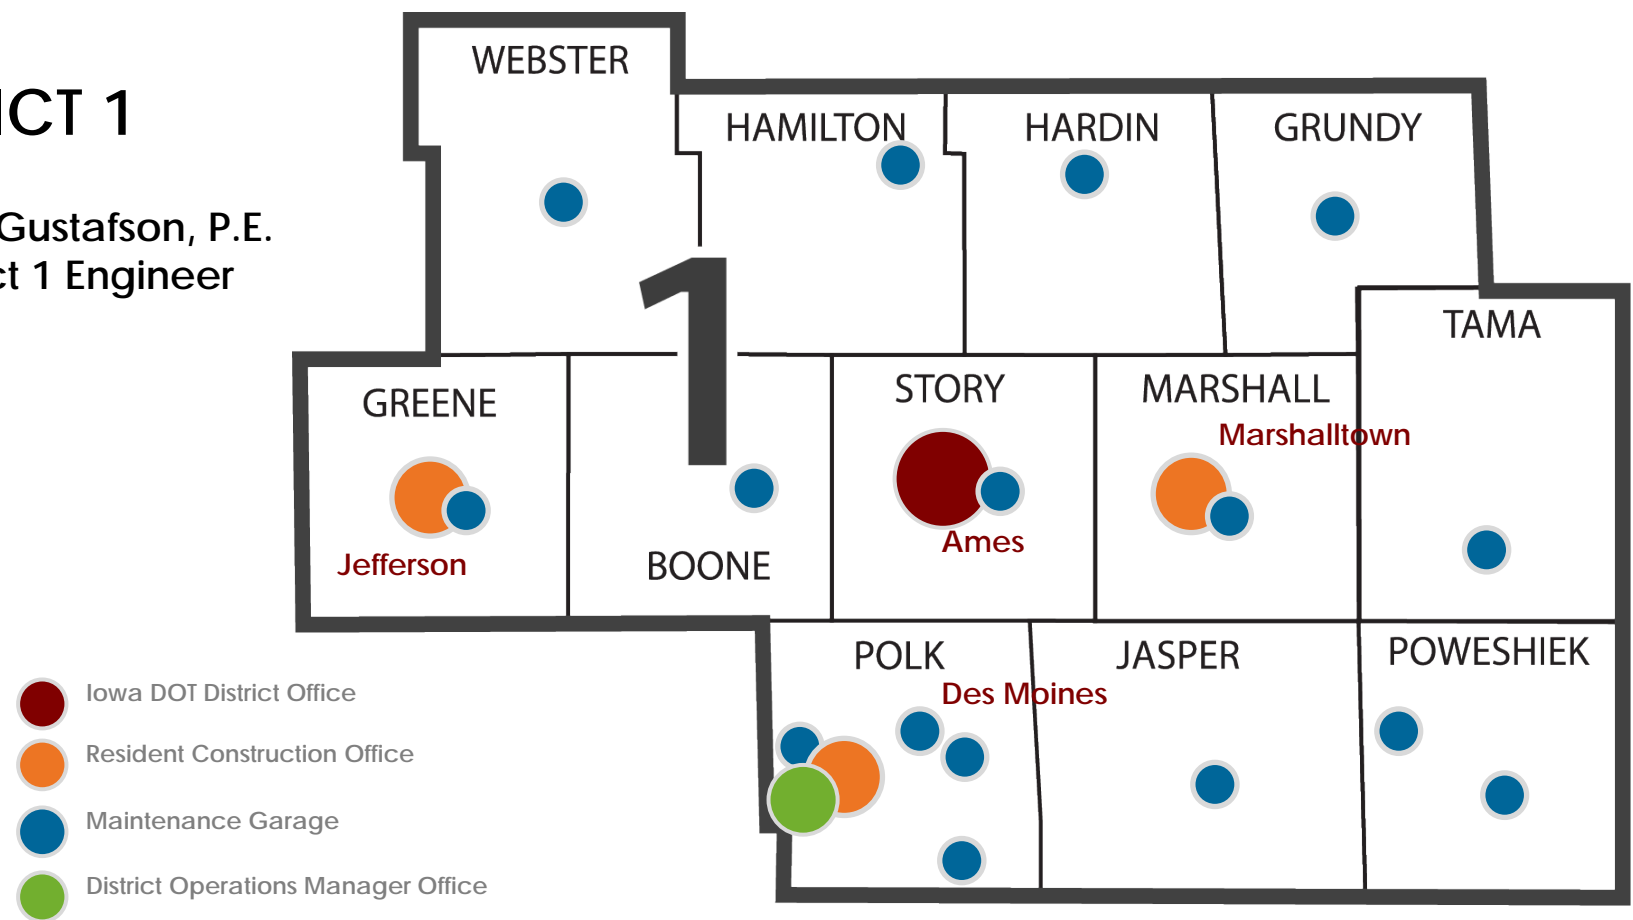 ICT 1
Gustafson, P.E.
ct 1 Engineer
WEBSTER
HAMILTON
HARDIN
GRUNDY
TAMA
1
GREENE
Jefferson
BOONE
STORY
Ames
MARSHALL
Marshalltown
POLK
Des Moines
JASPER
POWESHIEK
Iowa DOT District Office
Resident Construction Office
Maintenance Garage
District Operations Manager Office